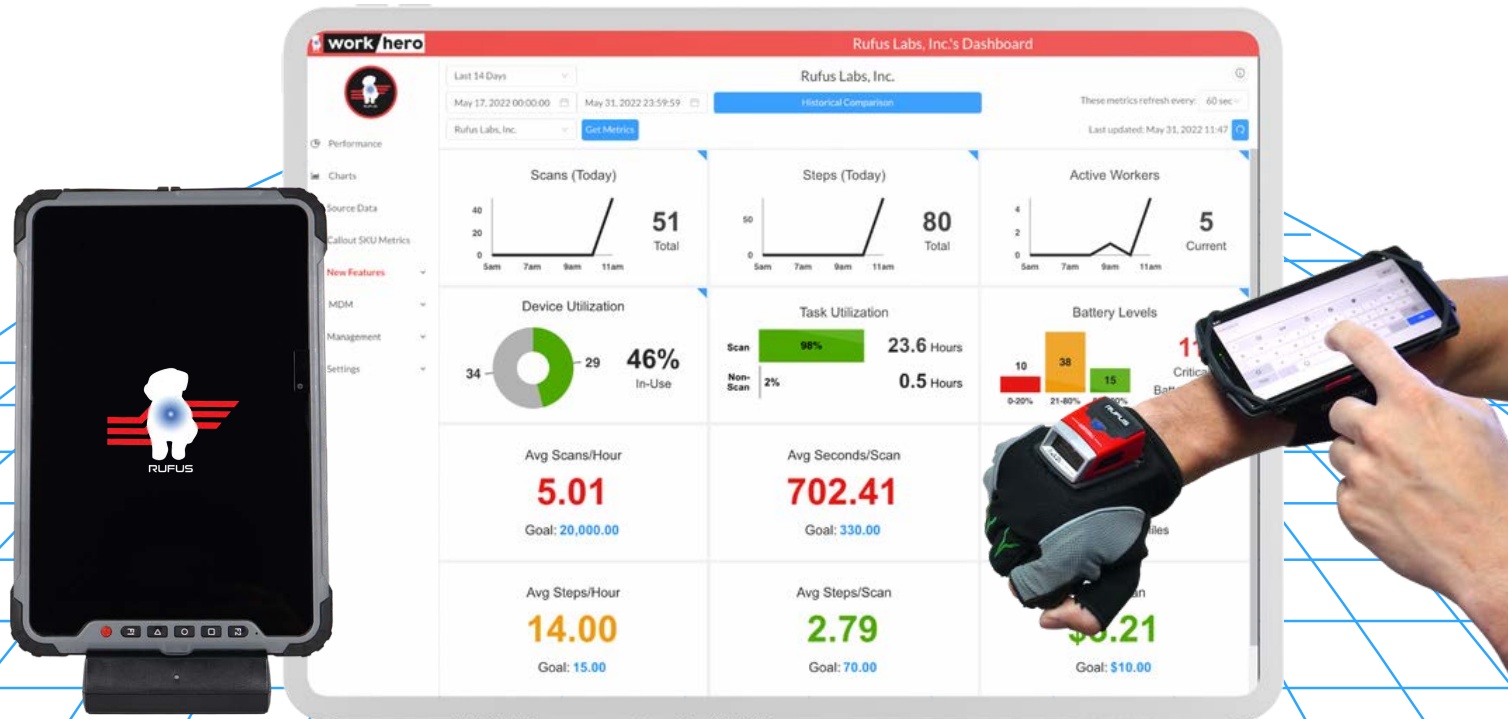 work hero
Rufus Labs, Inc.'s Dashboard
RUFUS
Last 14 Days
Rufus Labs, Inc.
May 17, 2022 00:00:00
May 31, 2022 23:59:59
Historical Comparison
These metrics refresh every: 60 sec
Rufus Labs, Inc.
Get Metrics
Last updated: May 31, 2022 11:47
Performance
Charts
Source Data
Callout SKU Metrics
New Features
MDM
Management
Settings
Scans (Today)
40
20
0
5am 7am 9am 11am
51
Total
Steps (Today)
50
0
5am 7am 9am 11am
80
Total
Active Workers
4
2
0
5am 7am 9am 11am
5
Current
Device Utilization
34
29
46%
In-Use
Task Utilization
Scan 98% 23.6 Hours
Non-Scan 2% 0.5 Hours
Battery Levels
10 38 15
0-20% 21-80%
Avg Scans/Hour
5.01
Goal: 20,000.00
Avg Seconds/Scan
702.41
Goal: 330.00
Avg Steps/Hour
14.00
Goal: 15.00
Avg Steps/Scan
2.79
Goal: 70.00
Goal: $10.00
RUFUS
RUFUS